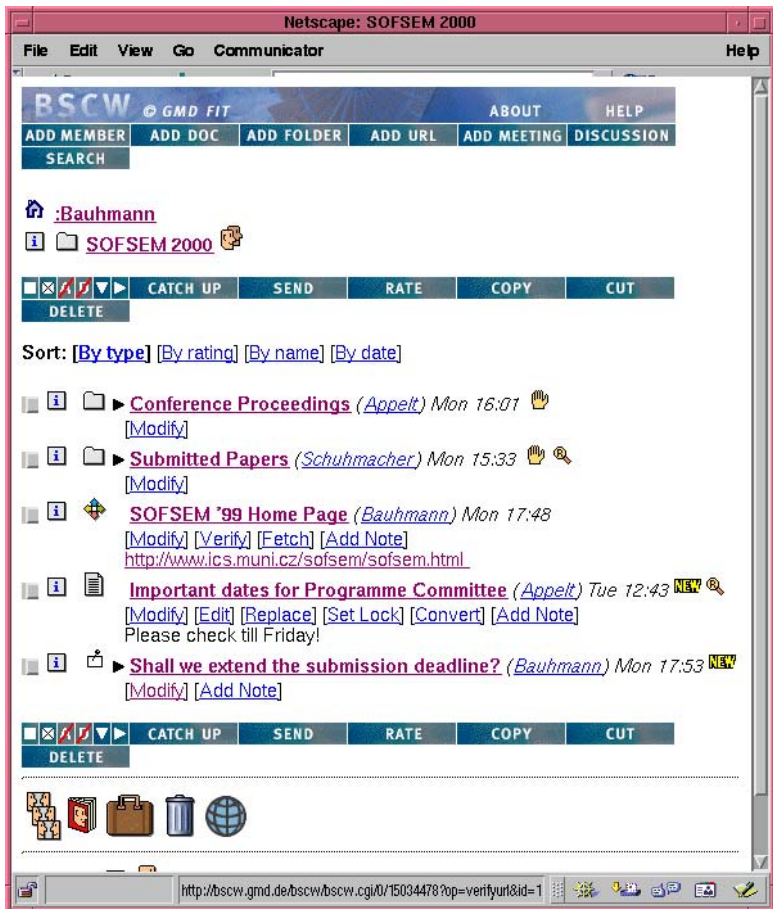 Netscape: SOFSEM 2000
File Edit View Go Communicator Help
BSCW © GMD FIT ABOUT HELP
ADD MEMBER ADD DOC ADD FOLDER ADD URL ADD MEETING DISCUSSION
SEARCH
:Bauhmann
SOFSEM 2000
CATCH UP SEND RATE COPY CUT
DELETE
Sort: [By type] [By rating] [By name] [By date]
Conference Proceedings (Appelt) Mon 16:01
[Modify]
Submitted Papers (Schuhmacher) Mon 15:33
[Modify]
SOFSEM '99 Home Page (Bauhmann) Mon 17:48
[Modify] [Verify] [Fetch] [Add Note]
http://www.ics.muni.cz/sofsem/sofsem.html
Important dates for Programme Committee (Appelt) Tue 12:43 NEW
[Modify] [Edit] [Replace] [Set Lock] [Convert] [Add Note]
Please check till Friday!
Shall we extend the submission deadline? (Bauhmann) Mon 17:53 NEW
[Modify] [Add Note]
CATCH UP SEND RATE COPY CUT
DELETE
http://bscw.gmd.de/bscw/bscw.cgi/0/15034478?op=verifyurl&id=1